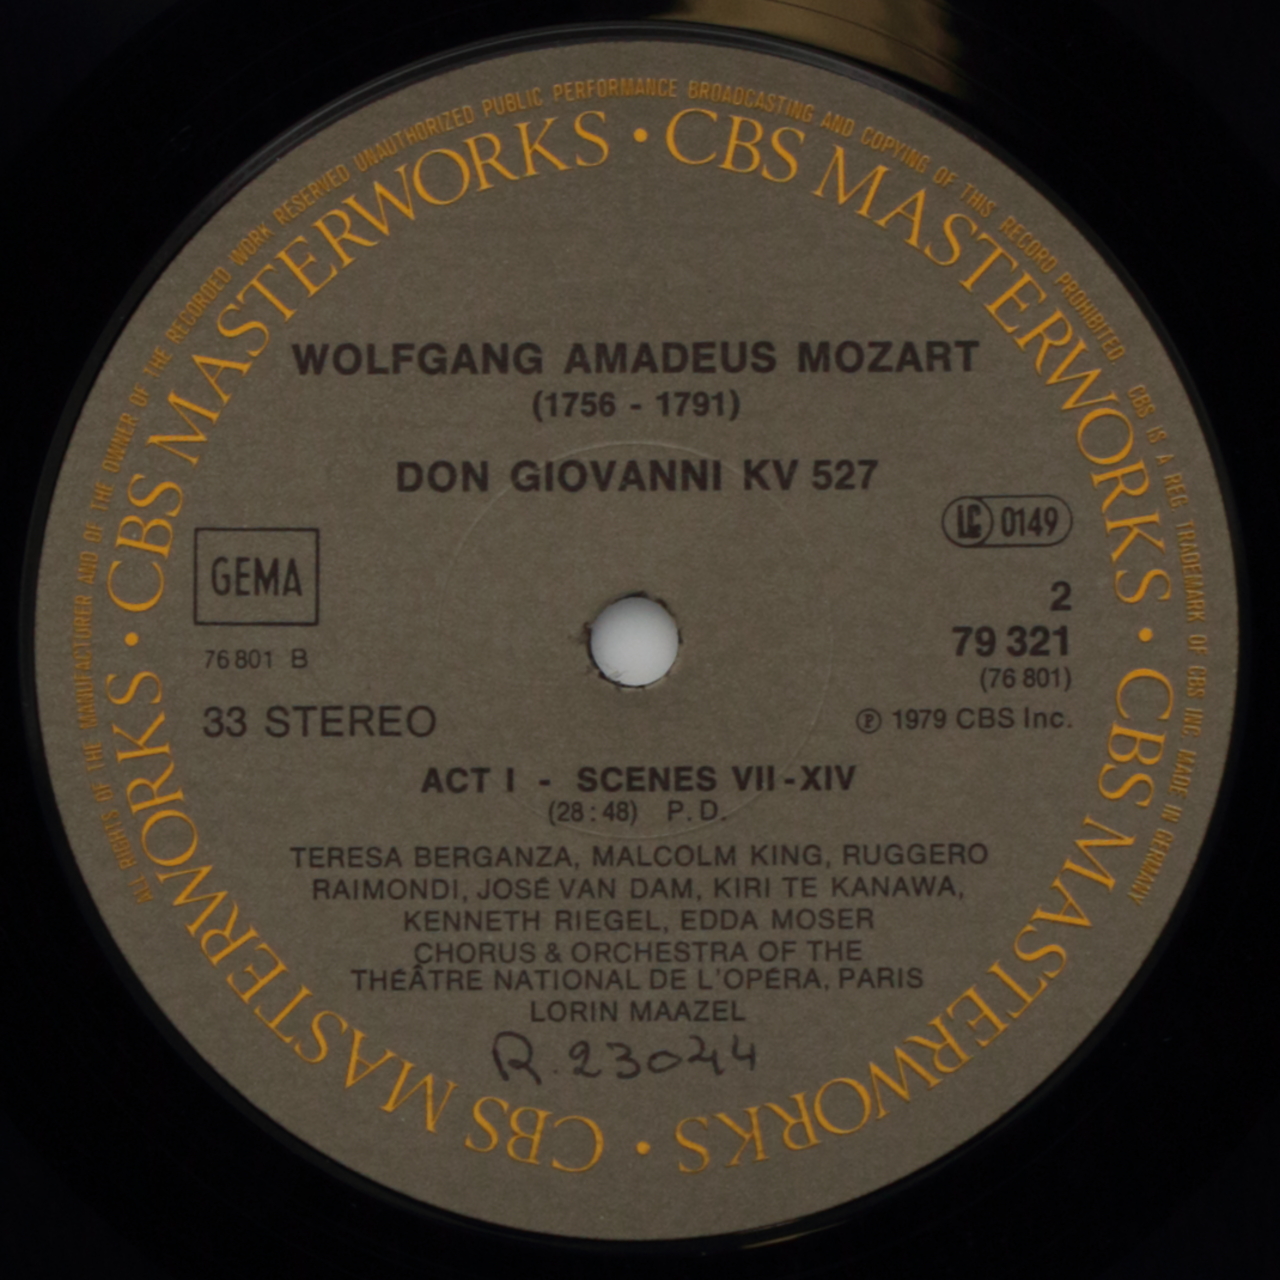 ALL RIGHTS OF THE MANUFACTURER AND OF THE OWNER OF THE RECORDED WORK RESERVED UNAUTHORIZED PUBLIC PERFORMANCE BROADCASTING AND COPYING OF THIS RECORD PROHIBITED
CBS IS A REG. TRADEMARK OF CBS INC. MADE IN GERMANY
CBS MASTERWORKS • CBS MASTERWORKS • CBS MASTERWORKS • CBS MASTERWORKS •
WOLFGANG AMADEUS MOZART
(1756 - 1791)
DON GIOVANNI KV 527
LC 0149
GEMA
2
79 321
76 801 B
(76 801)
33 STEREO
℗ 1979 CBS Inc.
ACT I - SCENES VII - XIV
(28 : 48) P. D.
TERESA BERGANZA, MALCOLM KING, RUGGERO
RAIMONDI, JOSÉ VAN DAM, KIRI TE KANAWA,
KENNETH RIEGEL, EDDA MOSER
CHORUS & ORCHESTRA OF THE
THÉÂTRE NATIONAL DE L'OPÉRA, PARIS
LORIN MAAZEL
R. 23044